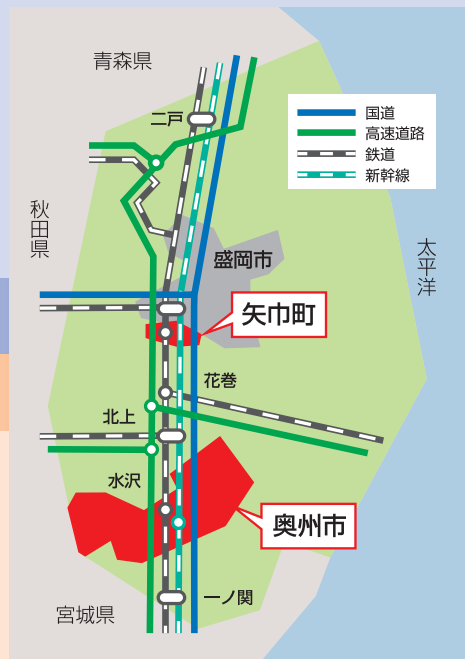 青森県
二戸
国道
高速道路
鉄道
新幹線
秋田県
盛岡市
太平洋
矢巾町
花巻
北上
水沢
奥州市
一ノ関
宮城県